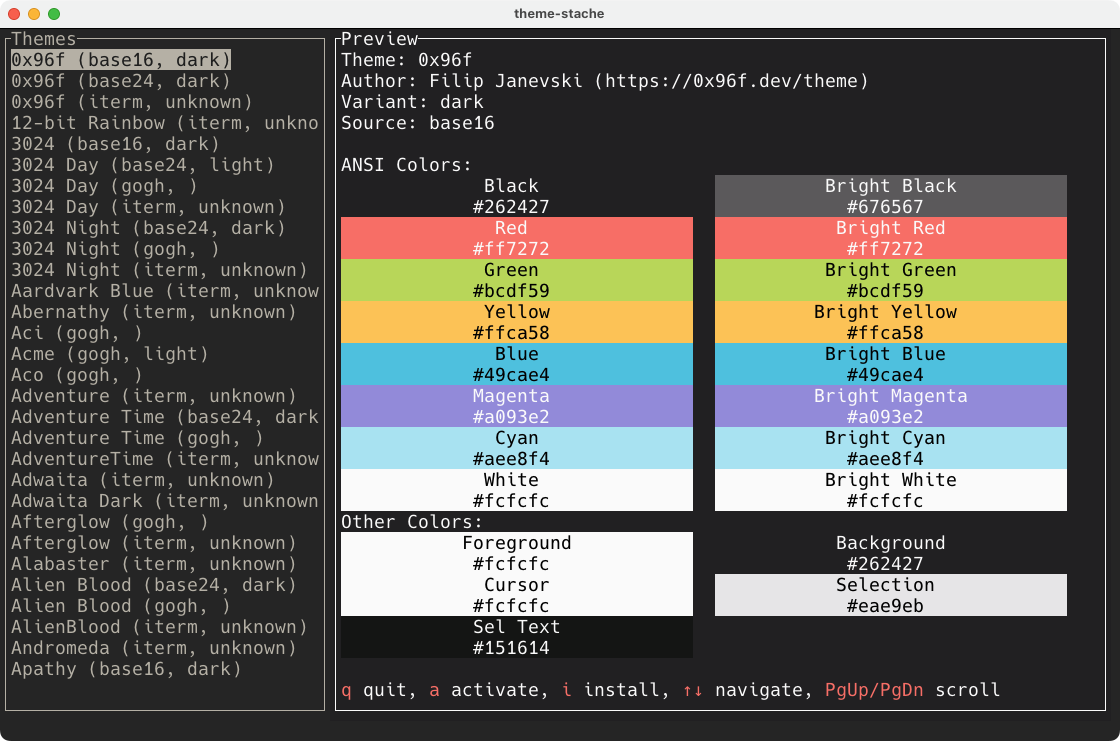 theme-stache
Themes
0x96f (base16, dark)
0x96f (base24, dark)
0x96f (iterm, unknown)
12-bit Rainbow (iterm, unkno
3024 (base16, dark)
3024 Day (base24, light)
3024 Day (gogh, )
3024 Day (iterm, unknown)
3024 Night (base24, dark)
3024 Night (gogh, )
3024 Night (iterm, unknown)
Aardvark Blue (iterm, unknow
Abernathy (iterm, unknown)
Aci (gogh, )
Acme (gogh, light)
Aco (gogh, )
Adventure (iterm, unknown)
Adventure Time (base24, dark
Adventure Time (gogh, )
AdventureTime (iterm, unknow
Adwaita (iterm, unknown)
Adwaita Dark (iterm, unknown
Afterglow (gogh, )
Afterglow (iterm, unknown)
Alabaster (iterm, unknown)
Alien Blood (base24, dark)
Alien Blood (gogh, )
AlienBlood (iterm, unknown)
Andromeda (iterm, unknown)
Apathy (base16, dark)
Preview
Theme: 0x96f
Author: Filip Janevski (https://0x96f.dev/theme)
Variant: dark
Source: base16
ANSI Colors:
Black Bright Black
#262427 #676567
Red Bright Red
#ff7272 #ff7272
Green Bright Green
#bcdf59 #bcdf59
Yellow Bright Yellow
#ffca58 #ffca58
Blue Bright Blue
#49cae4 #49cae4
Magenta Bright Magenta
#a093e2 #a093e2
Cyan Bright Cyan
#aee8f4 #aee8f4
White Bright White
#fcfcfc #fcfcfc
Other Colors:
Foreground Background
#fcfcfc #262427
Cursor Selection
#fcfcfc #eae9eb
Sel Text
#151614
q quit, a activate, i install, ↑↓ navigate, PgUp/PgDn scroll